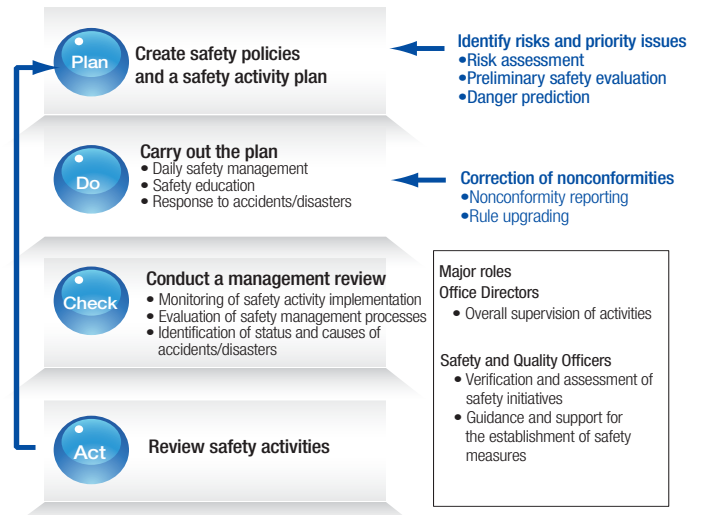 Plan
Create safety policies
and a safety activity plan
Identify risks and priority issues
•Risk assessment
•Preliminary safety evaluation
•Danger prediction
Do
Carry out the plan
• Daily safety management
• Safety education
• Response to accidents/disasters
Correction of nonconformities
•Nonconformity reporting
•Rule upgrading
Check
Conduct a management review
• Monitoring of safety activity implementation
• Evaluation of safety management processes
• Identification of status and causes of
accidents/disasters
Major roles
Office Directors
• Overall supervision of activities
Safety and Quality Officers
• Verification and assessment of
safety initiatives
• Guidance and support for
the establishment of safety
measures
Act
Review safety activities